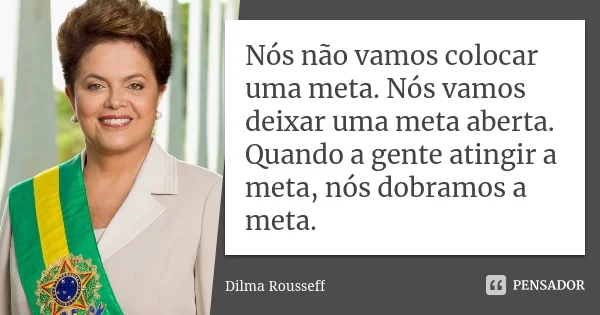 Nós não vamos colocar
uma meta. Nós vamos
deixar uma meta aberta.
Quando a gente atingir a
meta, nós dobramos a
meta.
Dilma Rousseff
PENSADOR